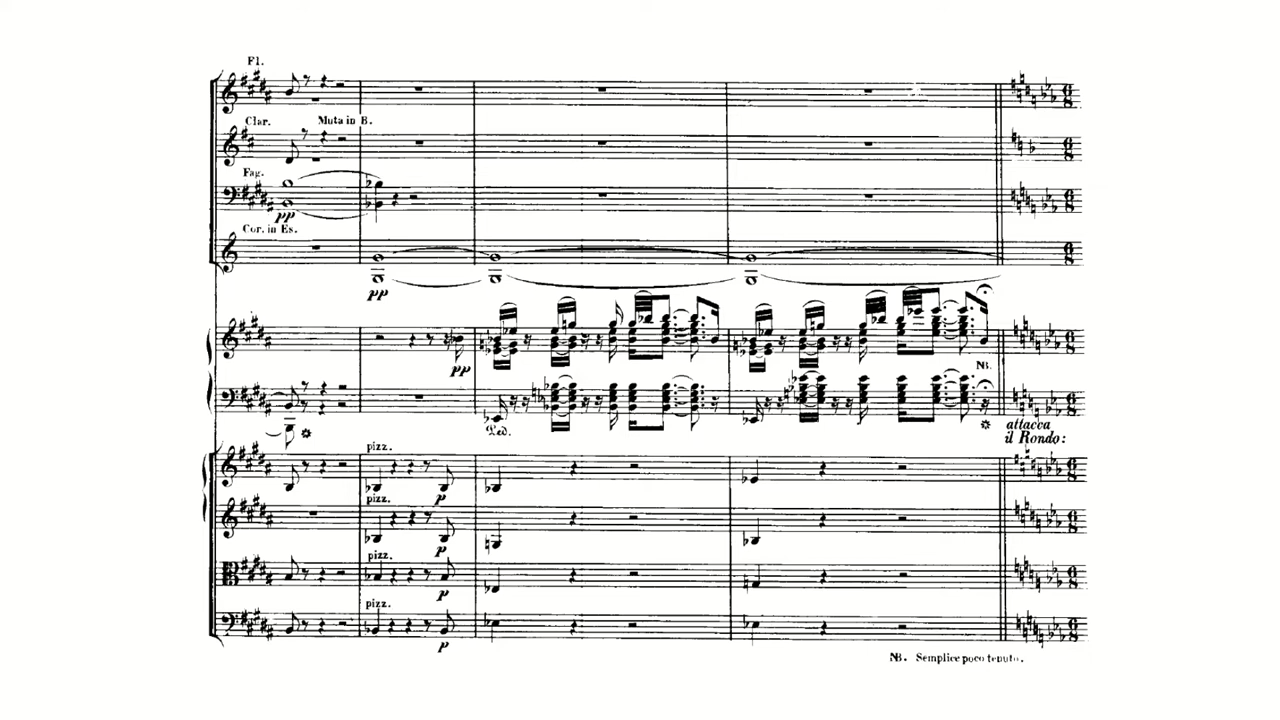 Fl.
Clar. Muta in B.
Fag.
pp
Cor. in Es.
pp
pp
NB.
Ped.
attacca
il Rondo:
pizz.
p
pizz.
p
pizz.
p
pizz.
p
NB. Semplice poco tenuto.